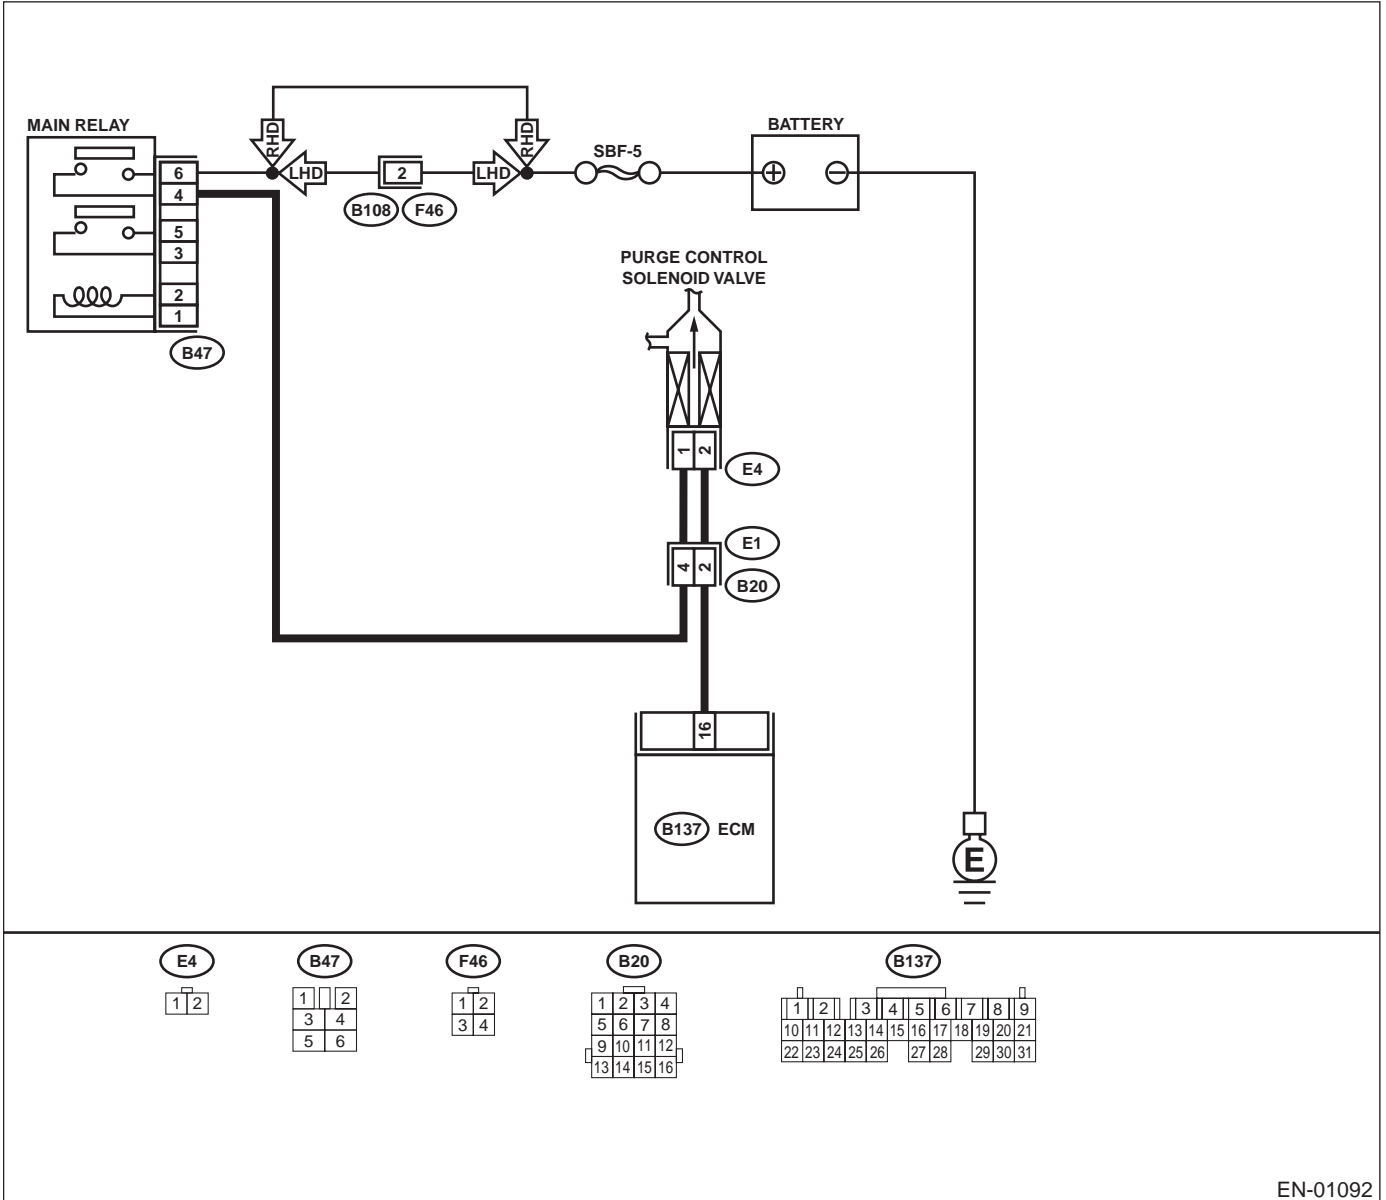 MAIN RELAY
6
4
5
3
2
1
B47
RHD
LHD
2
B108
F46
LHD
RHD
SBF-5
BATTERY
PURGE CONTROL
SOLENOID VALVE
1 2
E4
E1
4 2
B20
16
B137 ECM
E
E4
1 2
B47
1 2
3 4
5 6
F46
1 2
3 4
B20
1 2 3 4
5 6 7 8
9 10 11 12
13 14 15 16
B137
1 2 3 4 5 6 7 8 9
10 11 12 13 14 15 16 17 18 19 20 21
22 23 24 25 26 27 28 29 30 31
EN-01092